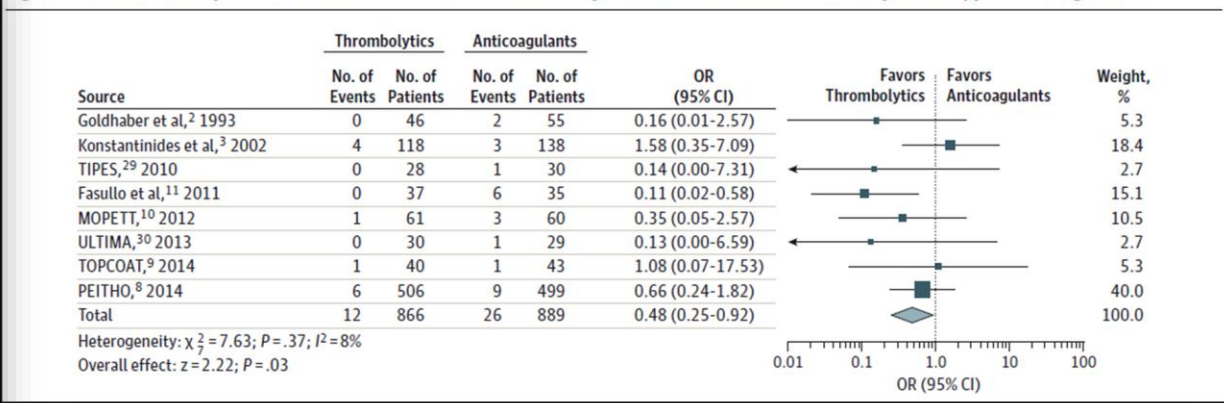 Thrombolytics Anticoagulants
No. of No. of No. of No. of OR Favors Favors Weight,
Source Events Patients Events Patients (95% CI) Thrombolytics Anticoagulants %
Goldhaber et al,2 1993 0 46 2 55 0.16 (0.01-2.57) 5.3
Konstantinides et al,3 2002 4 118 3 138 1.58 (0.35-7.09) 18.4
TIPES,29 2010 0 28 1 30 0.14 (0.00-7.31) 2.7
Fasullo et al,11 2011 0 37 6 35 0.11 (0.02-0.58) 15.1
MOPETT,10 2012 1 61 3 60 0.35 (0.05-2.57) 10.5
ULTIMA,30 2013 0 30 1 29 0.13 (0.00-6.59) 2.7
TOPCOAT,9 2014 1 40 1 43 1.08 (0.07-17.53) 5.3
PEITHO,8 2014 6 506 9 499 0.66 (0.24-1.82) 40.0
Total 12 866 26 889 0.48 (0.25-0.92) 100.0
Heterogeneity: χ²₇ = 7.63; P = .37; I² = 8%
Overall effect: z = 2.22; P = .03
0.01 0.1 1.0 10 100
OR (95% CI)